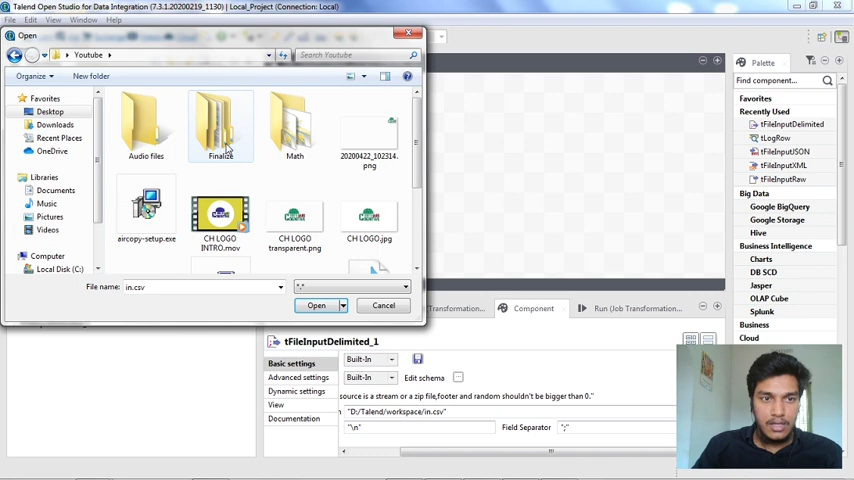 Talend Open Studio for Data Integration (7.3.1.20200219_1130) | Local_Project (Connection: Local)
File Edit View Window Help
Open
Youtube
Search Youtube
Organize New folder
Favorites
Desktop
Downloads
Recent Places
OneDrive
Libraries
Documents
Music
Pictures
Videos
Computer
Local Disk (C:)
Audio files
Finalize
Math
20200422_102314.
png
aircopy-setup.exe
CH LOGO
INTRO.mov
CH LOGO
transparent.png
CH LOGO.jpg
File name: in.csv
*.*
Open Cancel
Palette
Find component...
Favorites
Recently Used
tFileInputDelimited
tLogRow
tFileInputJSON
tFileInputXML
tFileInputRaw
Big Data
Google BigQuery
Google Storage
Hive
Business Intelligence
Charts
DB SCD
Jasper
OLAP Cube
Splunk
Business
Cloud
Transformation... Component Run (Job Transformation...
tFileInputDelimited_1
Basic settings
Advanced settings
Dynamic settings
View
Documentation
Built-In
Built-In Edit schema
source is a stream or a zip file,footer and random shouldn't be bigger than 0."
"D:/Talend/workspace/in.csv"
"\n" Field Separator ";"